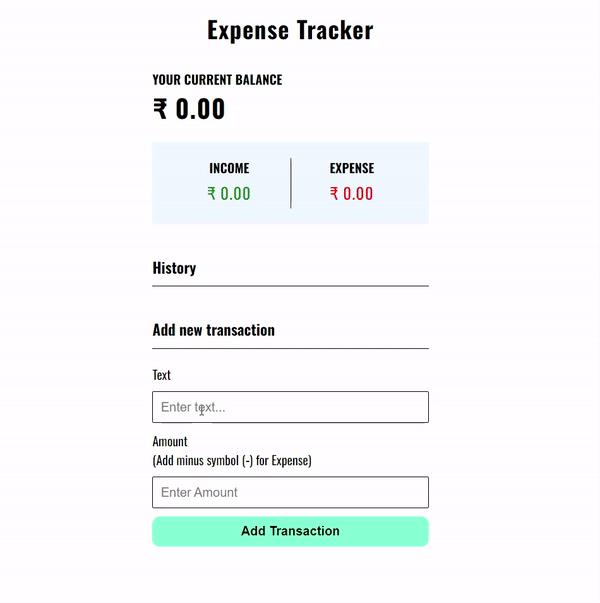 Expense Tracker
YOUR CURRENT BALANCE
₹ 0.00
INCOME EXPENSE
₹ 0.00 ₹ 0.00
History
Add new transaction
Text
Enter text...
Amount
(Add minus symbol (-) for Expense)
Enter Amount
Add Transaction